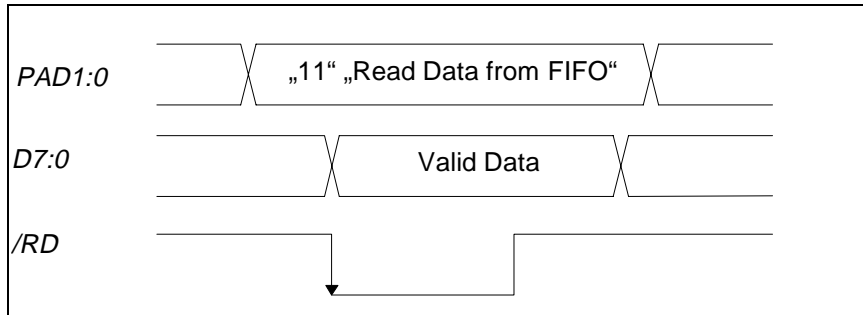 PAD1:0
„11“ „Read Data from FIFO“
D7:0
Valid Data
/RD